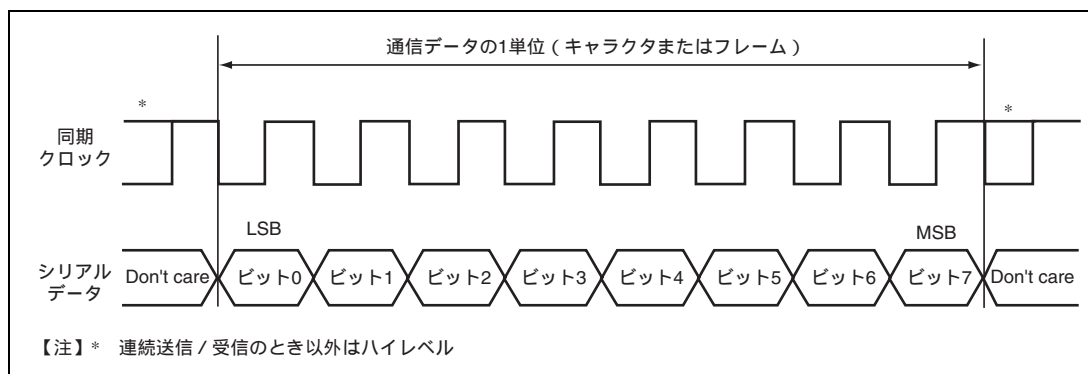 通信データの1単位（キャラクタまたはフレーム）
* *
同期
クロック
LSB MSB
シリアル
データ
Don't care ビット0 ビット1 ビット2 ビット3 ビット4 ビット5 ビット6 ビット7 Don't care
【注】* 連続送信 / 受信のとき以外はハイレベル